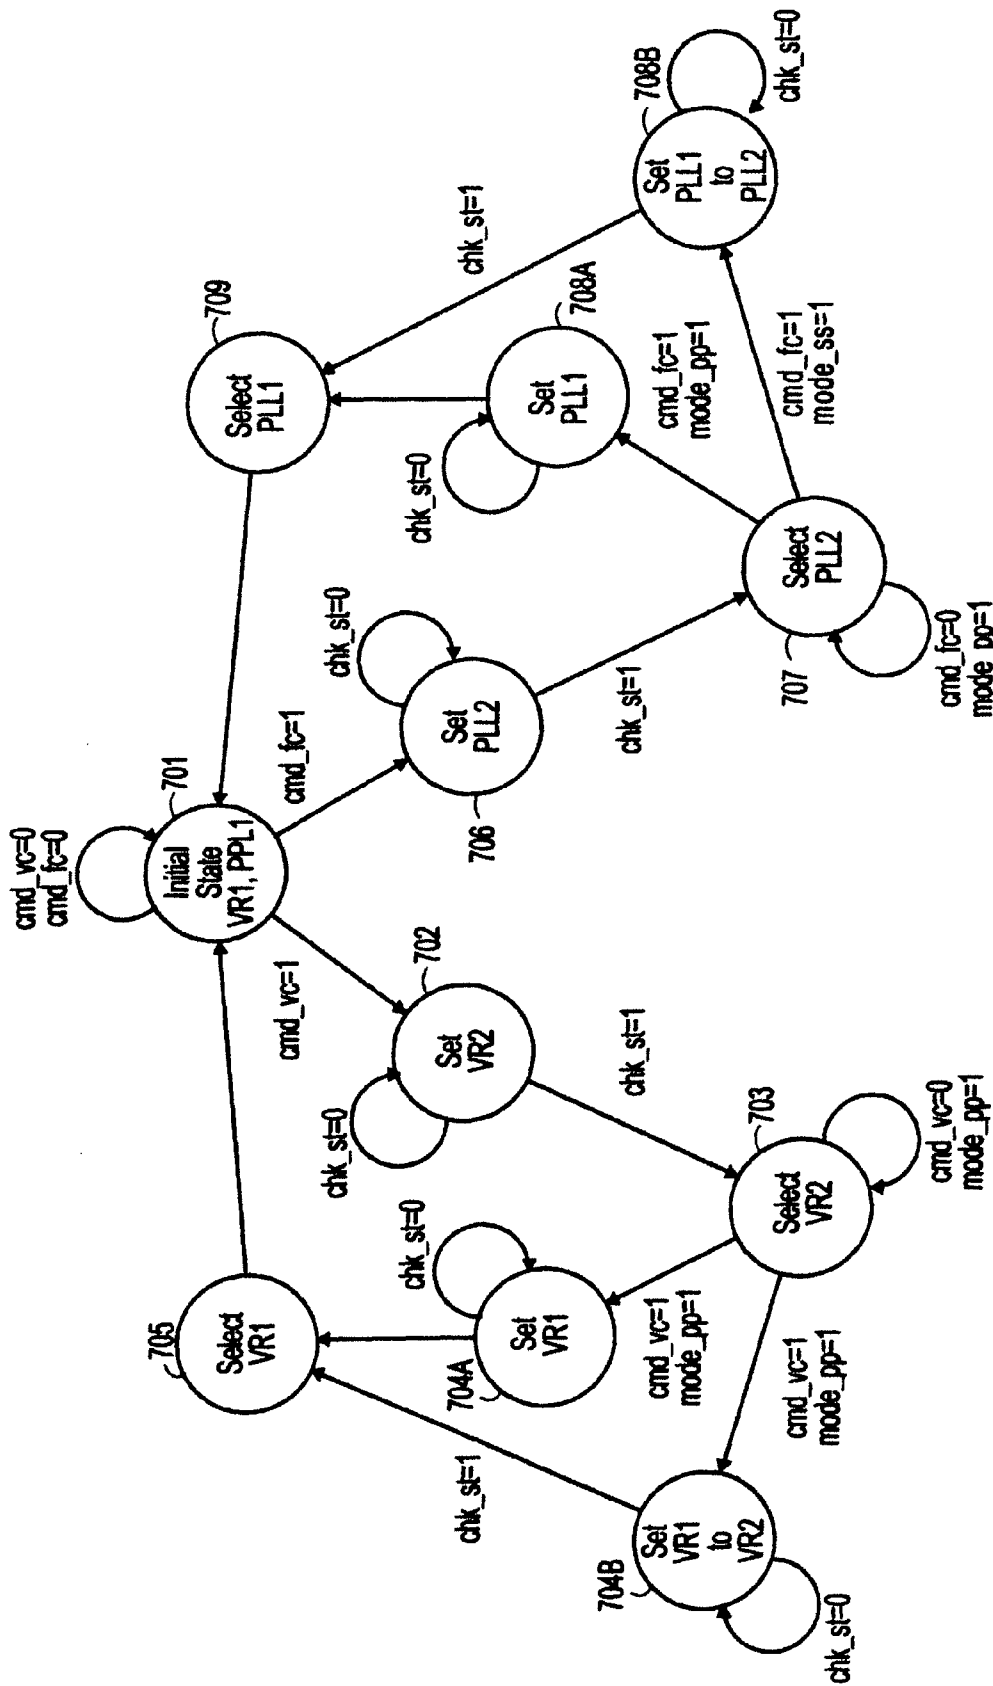 cmd_vc=0
cmd_fc=0
701
Initial
State
VR1, PPL1
cmd_vc=1
cmd_fc=1
705
Select
VR1
709
Select
PLL1
702
Set
VR2
chk_st=0
chk_st=1
706
Set
PLL2
chk_st=0
chk_st=1
704A
Set
VR1
chk_st=0
cmd_vc=1
mode_pp=1
708A
Set
PLL1
chk_st=0
cmd_fc=1
mode_pp=1
chk_st=1
chk_st=1
704B
Set
VR1
to
VR2
chk_st=0
cmd_vc=1
mode_pp=1
703
Select
VR2
cmd_vc=0
mode_pp=1
707
Select
PLL2
cmd_fc=0
mode_pp=1
cmd_fc=1
mode_ss=1
708B
Set
PLL1
to
PLL2
chk_st=0